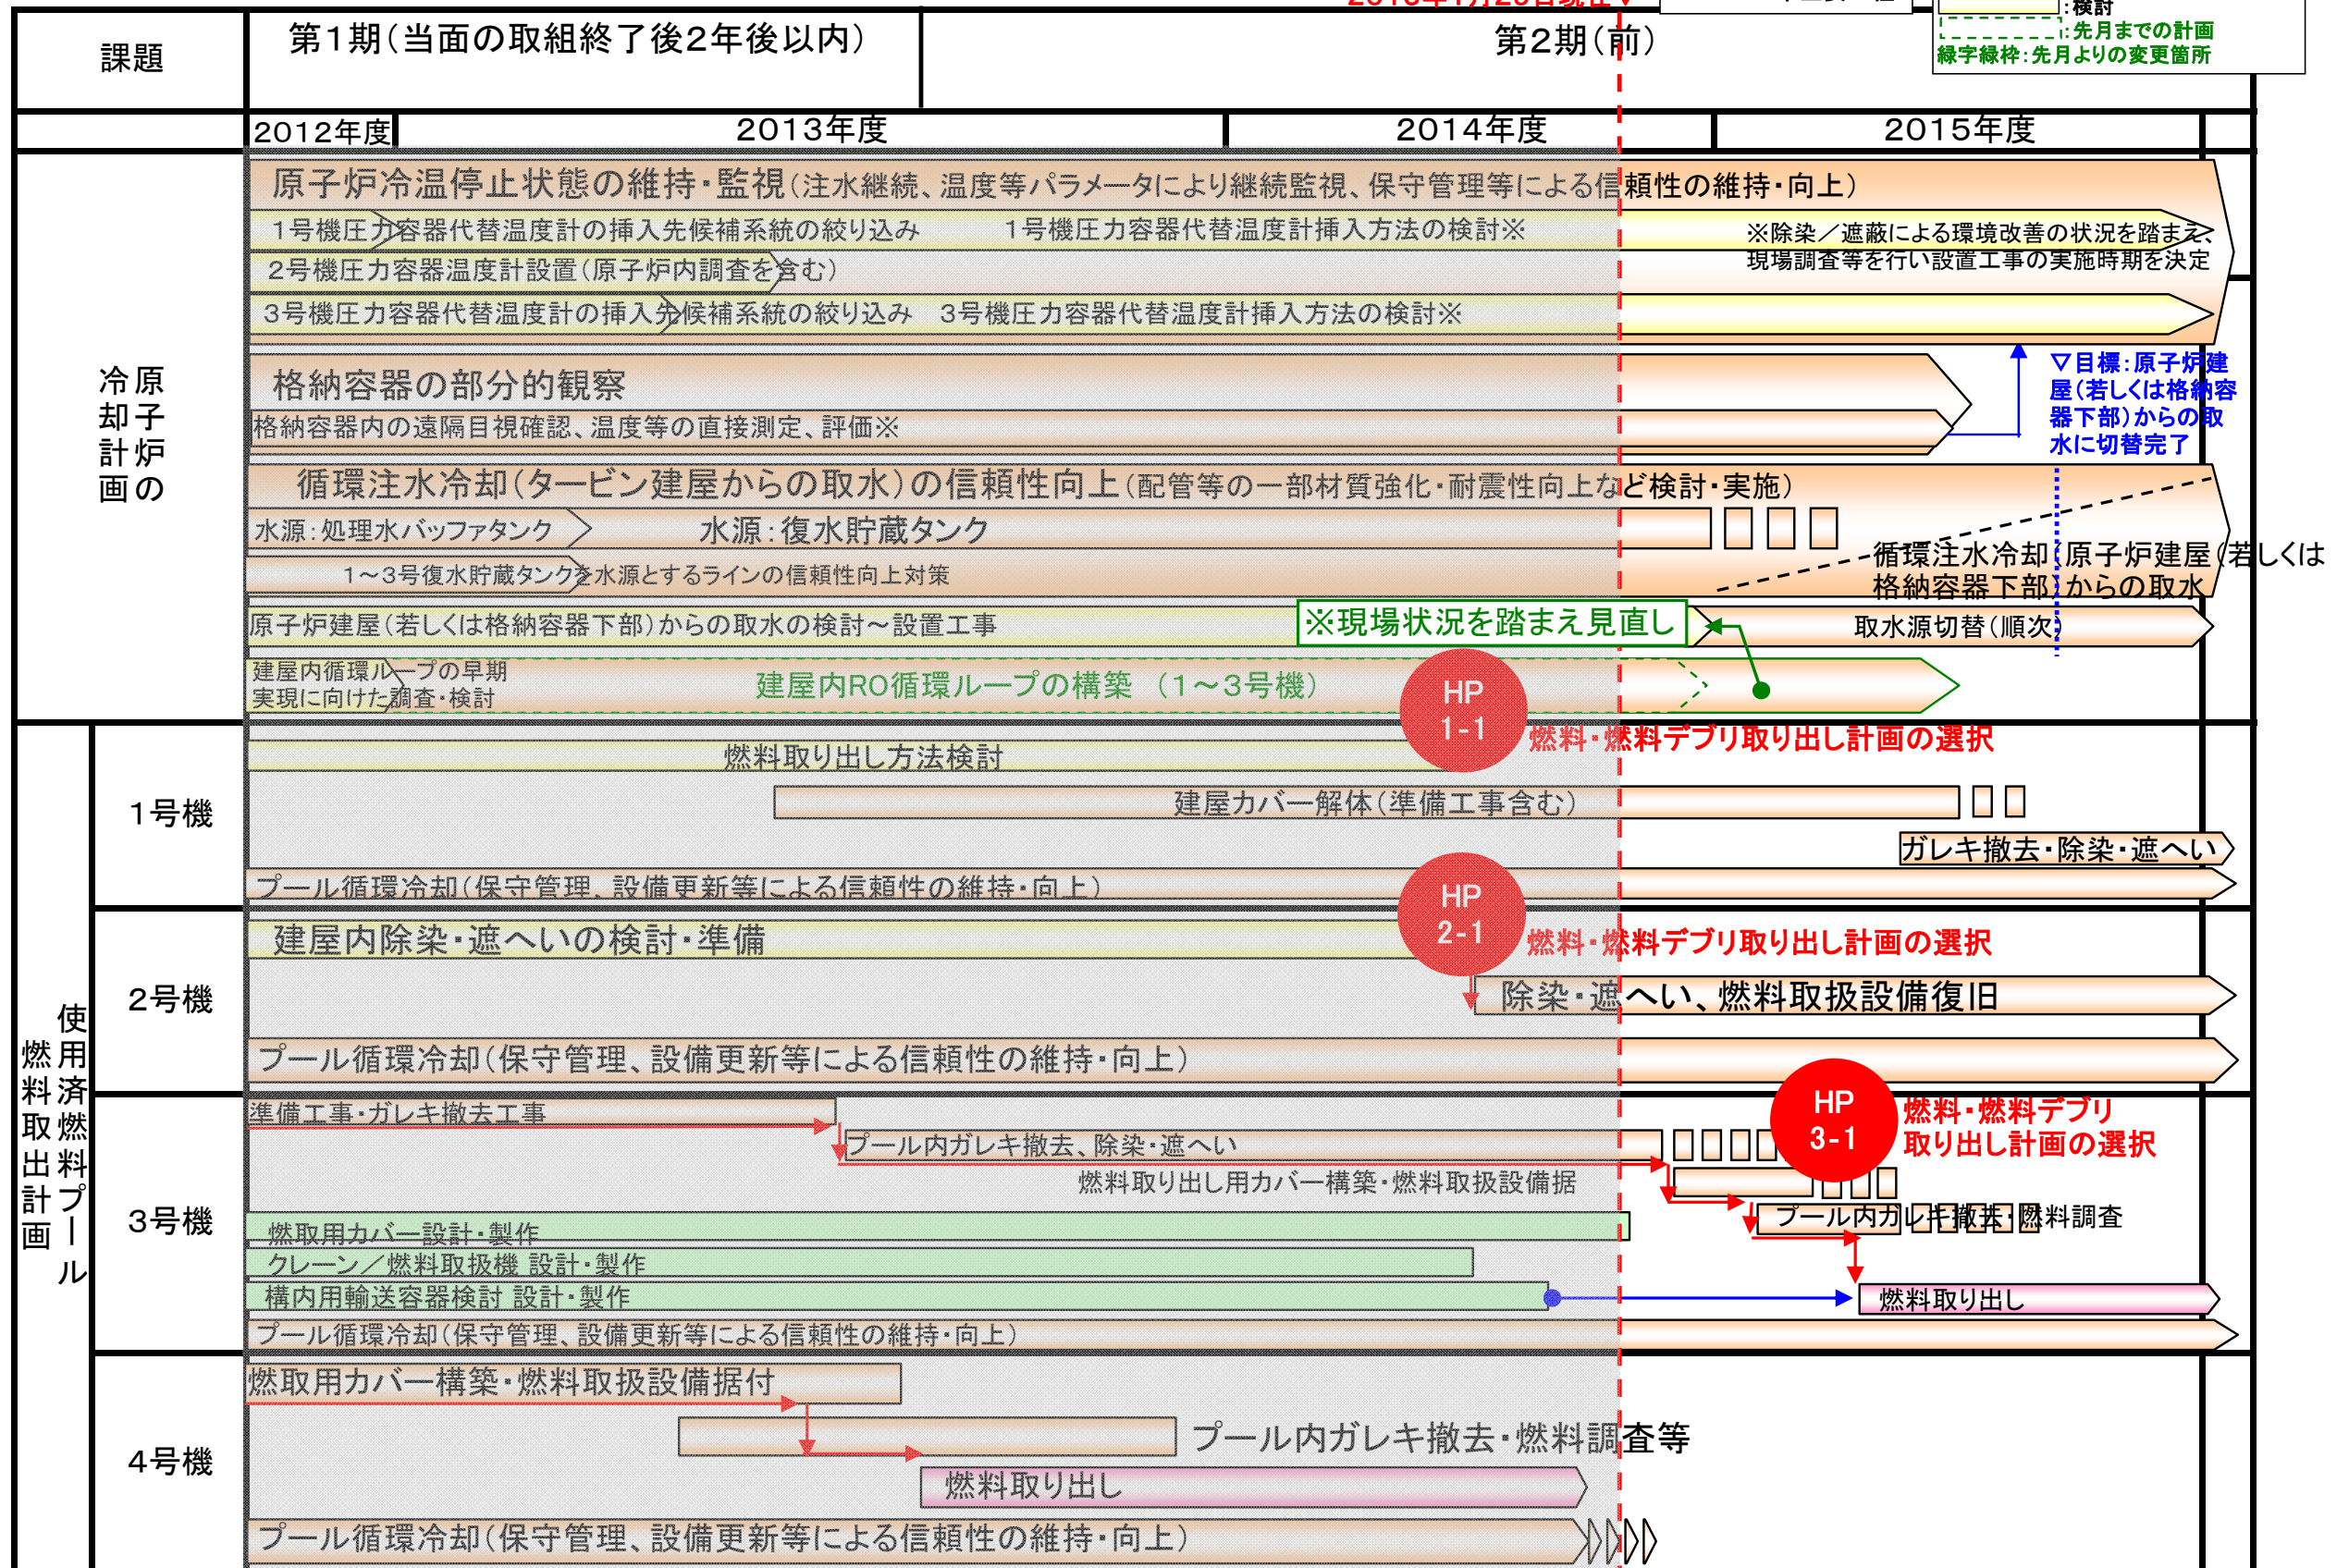 :検討
:先月までの計画
緑字緑枠:先月よりの変更箇所
課題
第1期(当面の取組終了後2年後以内)
第2期(前)
2012年度
2013年度
2014年度
2015年度
原子炉の冷却計画
原子炉冷温停止状態の維持・監視(注水継続、温度等パラメータにより継続監視、保守管理等による信頼性の維持・向上)
1号機圧力容器代替温度計の挿入先候補系統の絞り込み
1号機圧力容器代替温度計挿入方法の検討※
※除染/遮蔽による環境改善の状況を踏まえ、
現場調査等を行い設置工事の実施時期を決定
2号機圧力容器温度計設置(原子炉内調査を含む)
3号機圧力容器代替温度計の挿入先候補系統の絞り込み
3号機圧力容器代替温度計挿入方法の検討※
格納容器の部分的観察
格納容器内の遠隔目視確認、温度等の直接測定、評価※
▽目標:原子炉建
屋(若しくは格納容
器下部)からの取
水に切替完了
循環注水冷却(タービン建屋からの取水)の信頼性向上(配管等の一部材質強化・耐震性向上など検討・実施)
水源:処理水バッファタンク
水源:復水貯蔵タンク
1~3号復水貯蔵タンクを水源とするラインの信頼性向上対策
循環注水冷却(原子炉建屋(若しくは
格納容器下部)からの取水
原子炉建屋(若しくは格納容器下部)からの取水の検討~設置工事
※現場状況を踏まえ見直し
取水源切替(順次)
建屋内循環ループの早期
実現に向けた調査・検討
建屋内RO循環ループの構築 (1~3号機)
使用済燃料プール
燃料取出計画
1号機
HP
1-1
燃料・燃料デブリ取り出し計画の選択
燃料取り出し方法検討
建屋カバー解体(準備工事含む)
ガレキ撤去・除染・遮へい
プール循環冷却(保守管理、設備更新等による信頼性の維持・向上)
2号機
HP
2-1
燃料・燃料デブリ取り出し計画の選択
建屋内除染・遮へいの検討・準備
除染・遮へい、燃料取扱設備復旧
プール循環冷却(保守管理、設備更新等による信頼性の維持・向上)
3号機
準備工事・ガレキ撤去工事
HP
3-1
燃料・燃料デブリ
取り出し計画の選択
プール内ガレキ撤去、除染・遮へい
燃料取り出し用カバー構築・燃料取扱設備据
プール内ガレキ撤去・燃料調査
燃取用カバー設計・製作
クレーン/燃料取扱機 設計・製作
構内用輸送容器検討 設計・製作
燃料取り出し
プール循環冷却(保守管理、設備更新等による信頼性の維持・向上)
4号機
燃取用カバー構築・燃料取扱設備据付
プール内ガレキ撤去・燃料調査等
燃料取り出し
プール循環冷却(保守管理、設備更新等による信頼性の維持・向上)